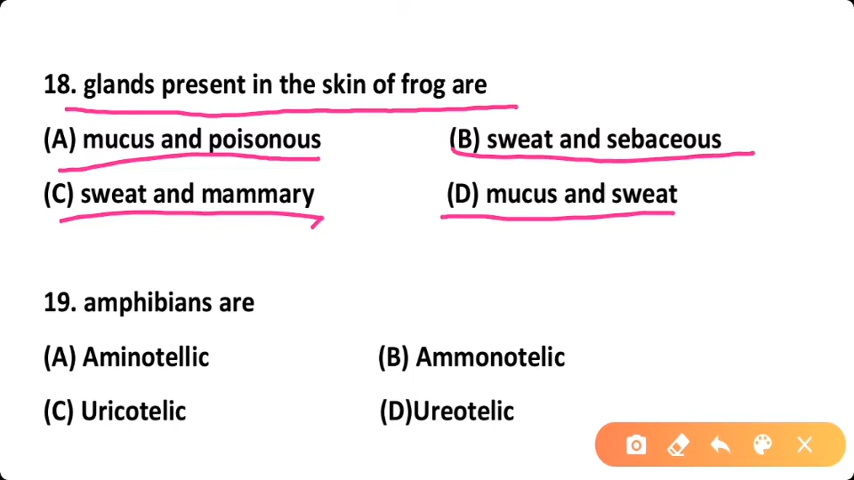 18. glands present in the skin of frog are
(A) mucus and poisonous (B) sweat and sebaceous
(C) sweat and mammary (D) mucus and sweat
19. amphibians are
(A) Aminotellic (B) Ammonotelic
(C) Uricotelic (D)Ureotelic